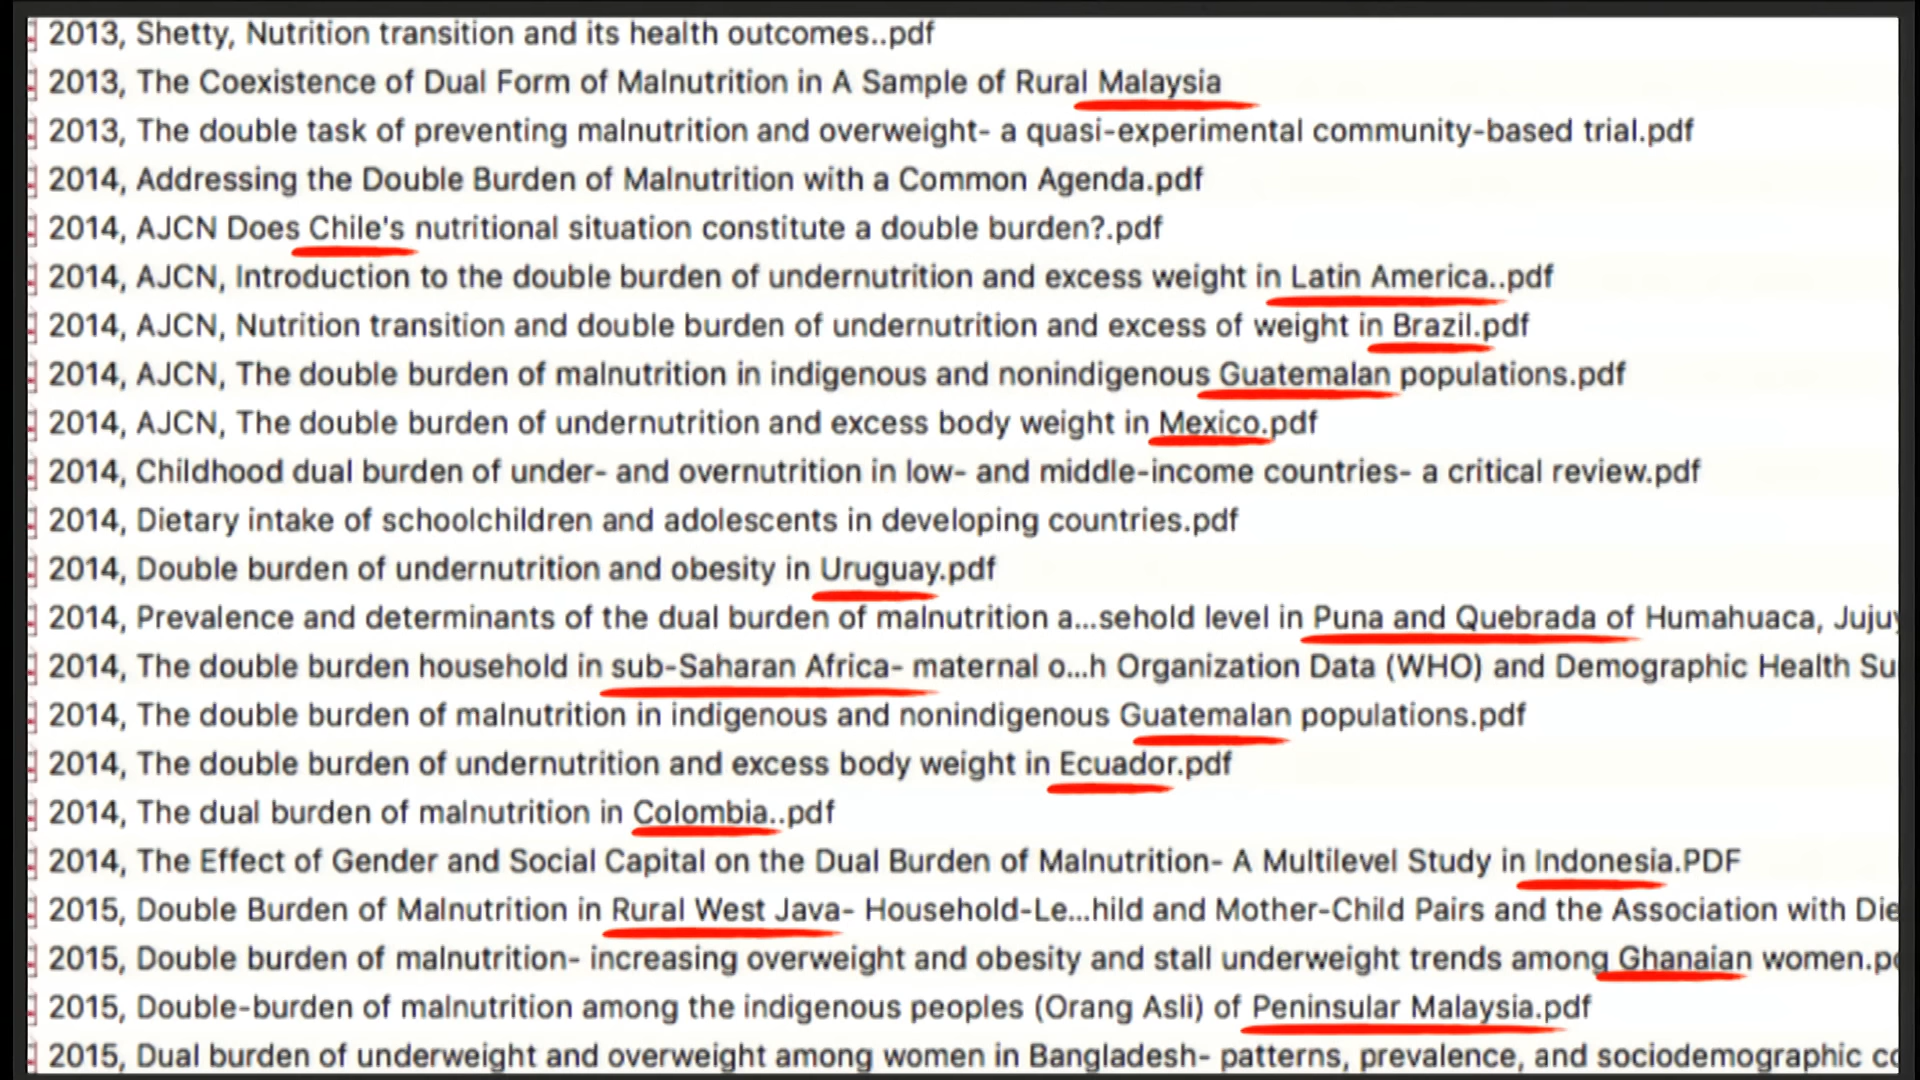 2013, Shetty, Nutrition transition and its health outcomes..pdf
2013, The Coexistence of Dual Form of Malnutrition in A Sample of Rural Malaysia
2013, The double task of preventing malnutrition and overweight- a quasi-experimental community-based trial.pdf
2014, Addressing the Double Burden of Malnutrition with a Common Agenda.pdf
2014, AJCN Does Chile's nutritional situation constitute a double burden?.pdf
2014, AJCN, Introduction to the double burden of undernutrition and excess weight in Latin America..pdf
2014, AJCN, Nutrition transition and double burden of undernutrition and excess of weight in Brazil.pdf
2014, AJCN, The double burden of malnutrition in indigenous and nonindigenous Guatemalan populations.pdf
2014, AJCN, The double burden of undernutrition and excess body weight in Mexico.pdf
2014, Childhood dual burden of under- and overnutrition in low- and middle-income countries- a critical review.pdf
2014, Dietary intake of schoolchildren and adolescents in developing countries.pdf
2014, Double burden of undernutrition and obesity in Uruguay.pdf
2014, Prevalence and determinants of the dual burden of malnutrition a...sehold level in Puna and Quebrada of Humahuaca, Jujuy
2014, The double burden household in sub-Saharan Africa- maternal o...h Organization Data (WHO) and Demographic Health Su
2014, The double burden of malnutrition in indigenous and nonindigenous Guatemalan populations.pdf
2014, The double burden of undernutrition and excess body weight in Ecuador.pdf
2014, The dual burden of malnutrition in Colombia..pdf
2014, The Effect of Gender and Social Capital on the Dual Burden of Malnutrition- A Multilevel Study in Indonesia.PDF
2015, Double Burden of Malnutrition in Rural West Java- Household-Le...hild and Mother-Child Pairs and the Association with Die
2015, Double burden of malnutrition- increasing overweight and obesity and stall underweight trends among Ghanaian women.pd
2015, Double-burden of malnutrition among the indigenous peoples (Orang Asli) of Peninsular Malaysia.pdf
2015, Dual burden of underweight and overweight among women in Bangladesh- patterns, prevalence, and sociodemographic co